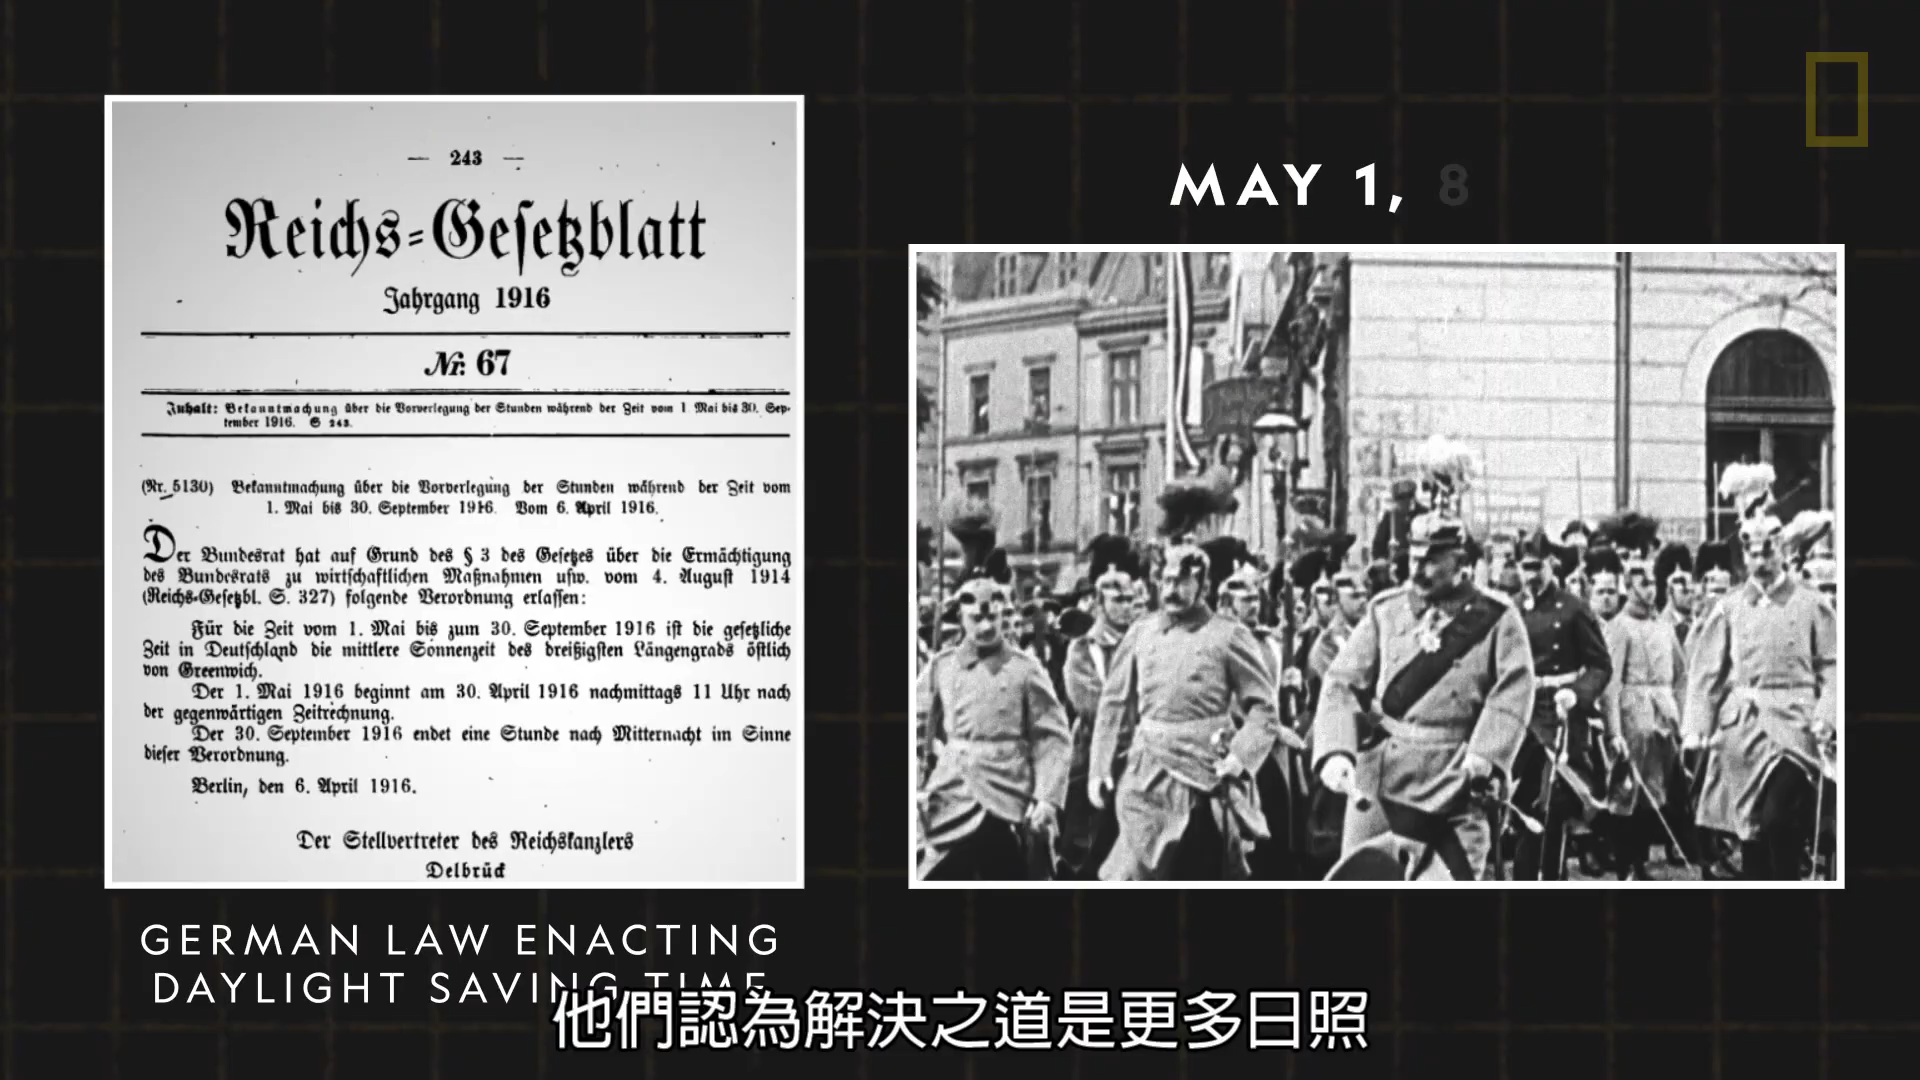 — 243 —
Reichs-Gesetzblatt
Jahrgang 1916
Nr. 67
Inhalt: Bekanntmachung über die Vorverlegung der Stunden während der Zeit vom 1. Mai bis 30. Sep-
tember 1916. S. 243.
(Nr. 5130) Bekanntmachung über die Vorverlegung der Stunden während der Zeit vom
1. Mai bis 30. September 1916. Vom 6. April 1916.
Der Bundesrat hat auf Grund des § 3 des Gesetzes über die Ermächtigung
des Bundesrats zu wirtschaftlichen Maßnahmen usw. vom 4. August 1914
(Reichs-Gesetzbl. S. 327) folgende Verordnung erlassen:
Für die Zeit vom 1. Mai bis zum 30. September 1916 ist die gesetzliche
Zeit in Deutschland die mittlere Sonnenzeit des dreißigsten Längengrads östlich
von Greenwich.
Der 1. Mai 1916 beginnt am 30. April 1916 nachmittags 11 Uhr nach
der gegenwärtigen Zeitrechnung.
Der 30. September 1916 endet eine Stunde nach Mitternacht im Sinne
dieser Verordnung.
Berlin, den 6. April 1916.
Der Stellvertreter des Reichskanzlers
Delbrück
GERMAN LAW ENACTING
DAYLIGHT SAVING TIME
MAY 1, 8
他們認為解決之道是更多日照